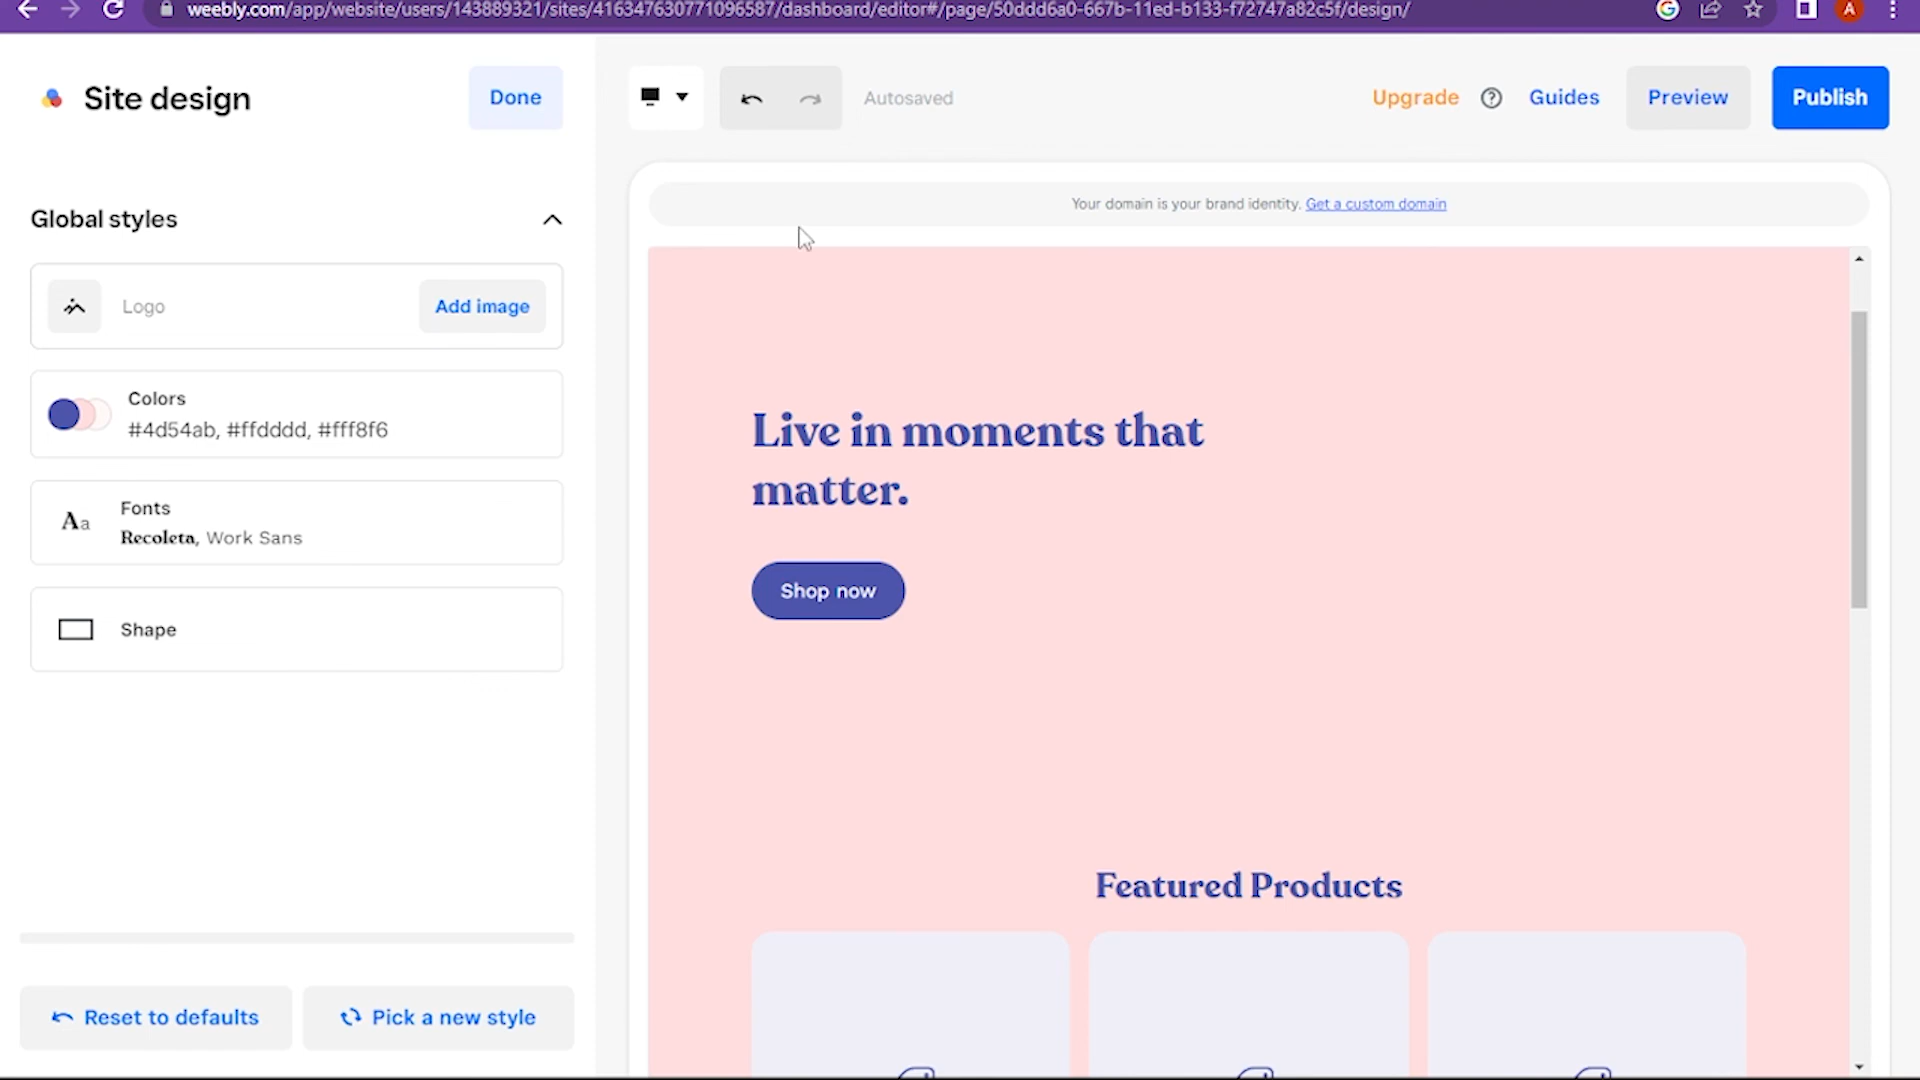 weebly.com/app/website/users/143889321/sites/416347630771096587/dashboard/editor#/page/50ddd6a0-667b-11ed-b133-f72747a82c5f/design/
G
A
Site design
Done
Autosaved
Upgrade
?
Guides
Preview
Publish
Global styles
Your domain is your brand identity. Get a custom domain
Logo
Add image
Colors
#4d54ab, #ffdddd, #fff8f6
Aa
Fonts
Recoleta, Work Sans
Shape
Live in moments that
matter.
Shop now
Featured Products
Reset to defaults
Pick a new style